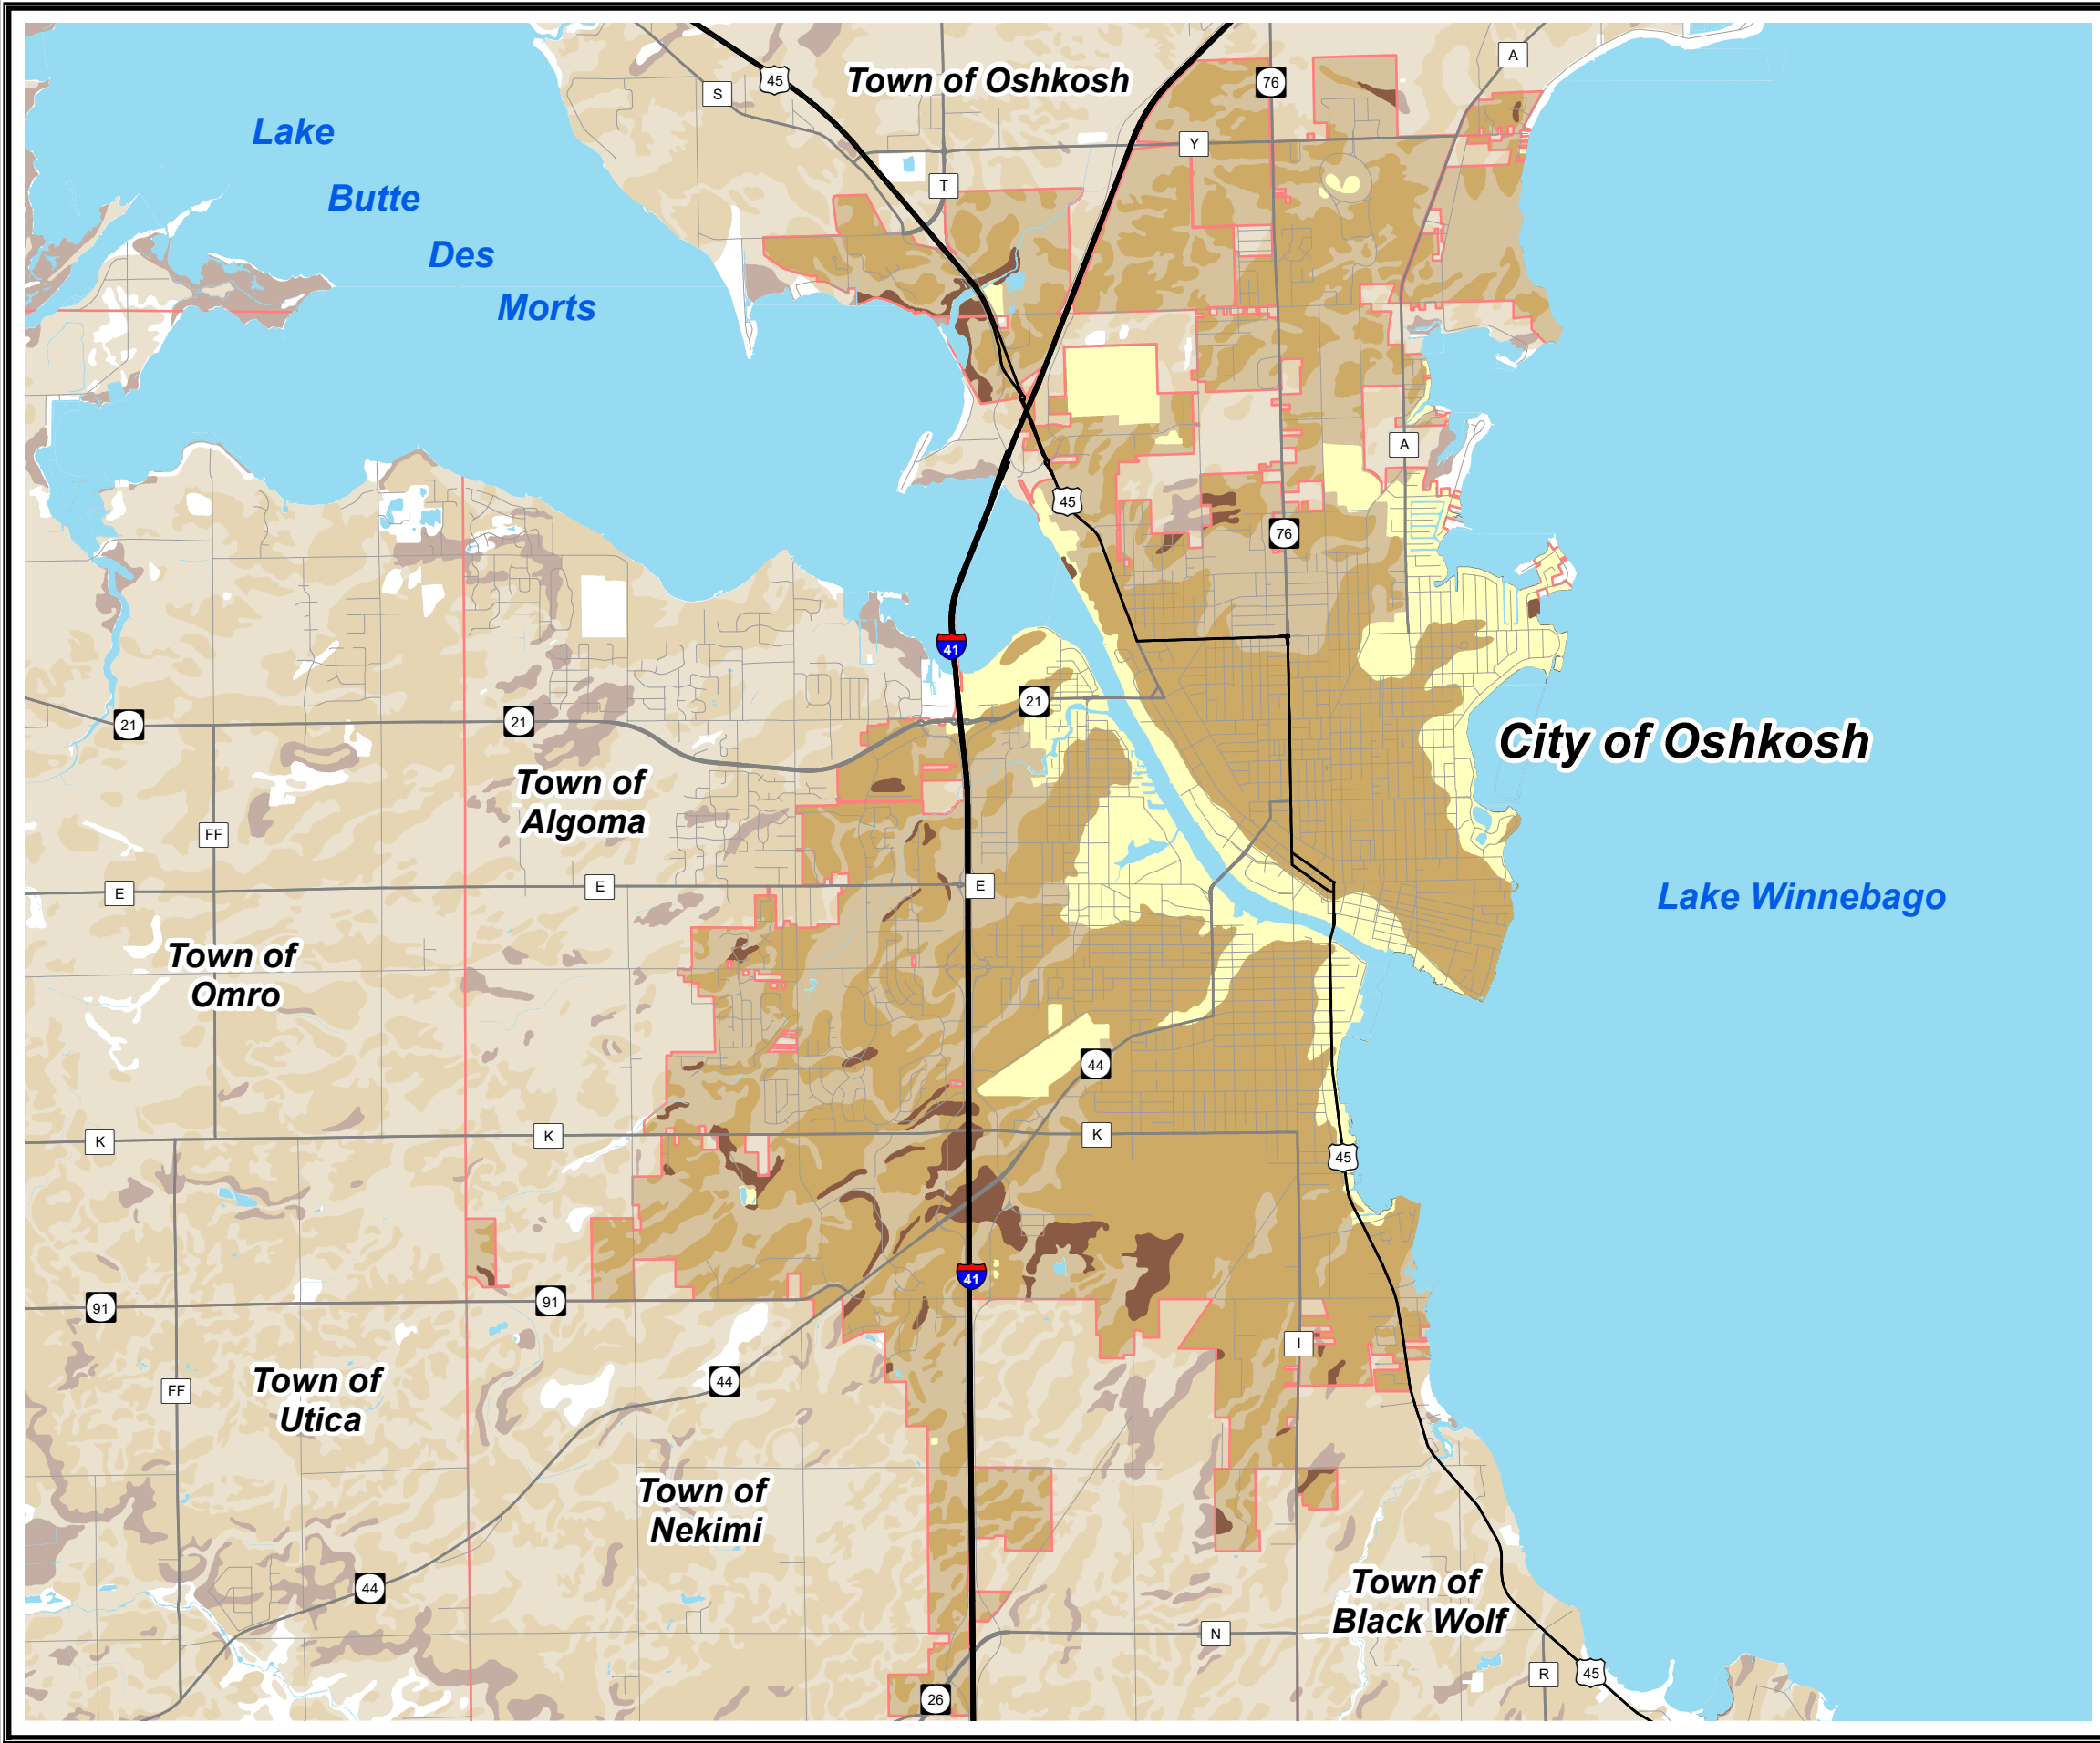 A
45
76
Town of Oshkosh
S
Lake
Y
T
Butte
Des
Morts
A
45
76
41
21
21
21
City of Oshkosh
Town of
Algoma
FF
E
E
E
Lake Winnebago
Town of
Omro
44
K
K
K
45
41
91
91
I
Town of
Utica
FF
44
Town of
Nekimi
44
Town of
Black Wolf
N
R
45
26